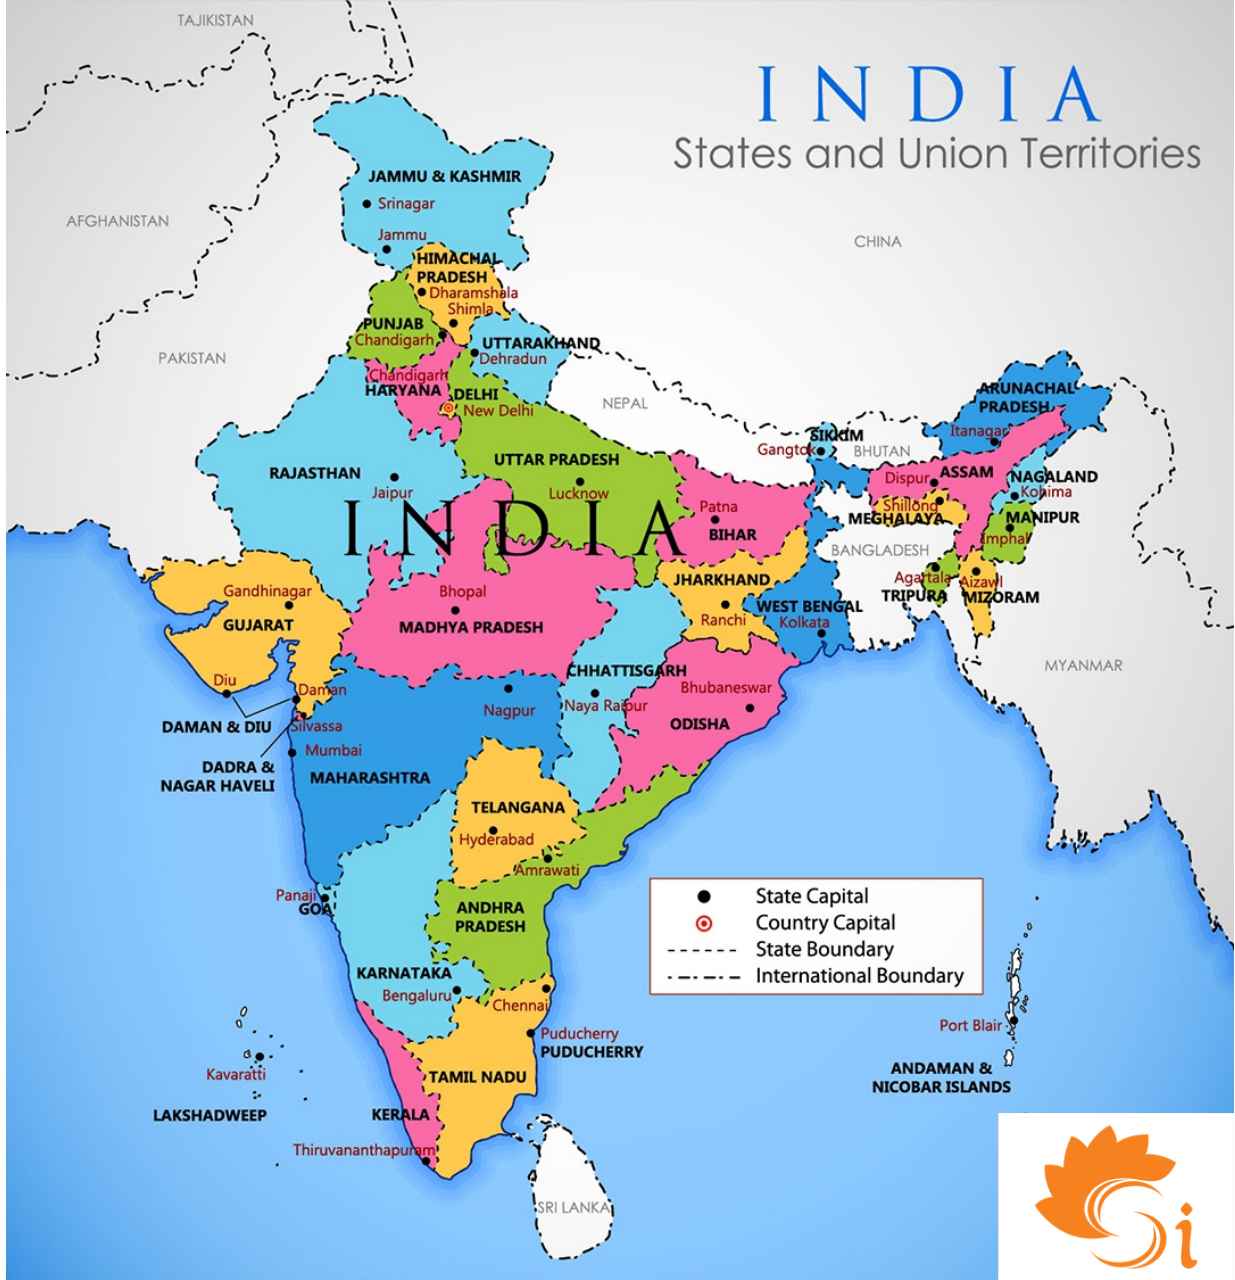 TAJIKISTAN
INDIA
States and Union Territories
JAMMU & KASHMIR
Srinagar
AFGHANISTAN
Jammu
CHINA
HIMACHAL
PRADESH
Dharamshala
Shimla
PUNJAB
Chandigarh
UTTARAKHAND
Dehradun
PAKISTAN
Chandigarh
HARYANA
DELHI
New Delhi
NEPAL
ARUNACHAL
PRADESH
Itanagar
SIKKIM
Gangtok
BHUTAN
RAJASTHAN
Jaipur
UTTAR PRADESH
Lucknow
Dispur
ASSAM
NAGALAND
Kohima
INDIA
Patna
BIHAR
Shillong
MEGHALAYA
MANIPUR
Imphal
BANGLADESH
Gandhinagar
GUJARAT
Bhopal
MADHYA PRADESH
JHARKHAND
Ranchi
WEST BENGAL
Kolkata
Agartala
TRIPURA
Aizawl
MIZORAM
MYANMAR
CHHATTISGARH
Naya Raipur
Bhubaneswar
ODISHA
Diu
Daman
DAMAN & DIU
Silvassa
Nagpur
Mumbai
DADRA &
NAGAR HAVELI
MAHARASHTRA
TELANGANA
Hyderabad
Amrawati
Panaji
GOA
ANDHRA
PRADESH
State Capital
Country Capital
State Boundary
International Boundary
KARNATAKA
Bengaluru
Chennai
Port Blair
Puducherry
PUDUCHERRY
Kavaratti
TAMIL NADU
ANDAMAN &
NICOBAR ISLANDS
LAKSHADWEEP
KERALA
Thiruvananthapuram
SRI LANKA
Si